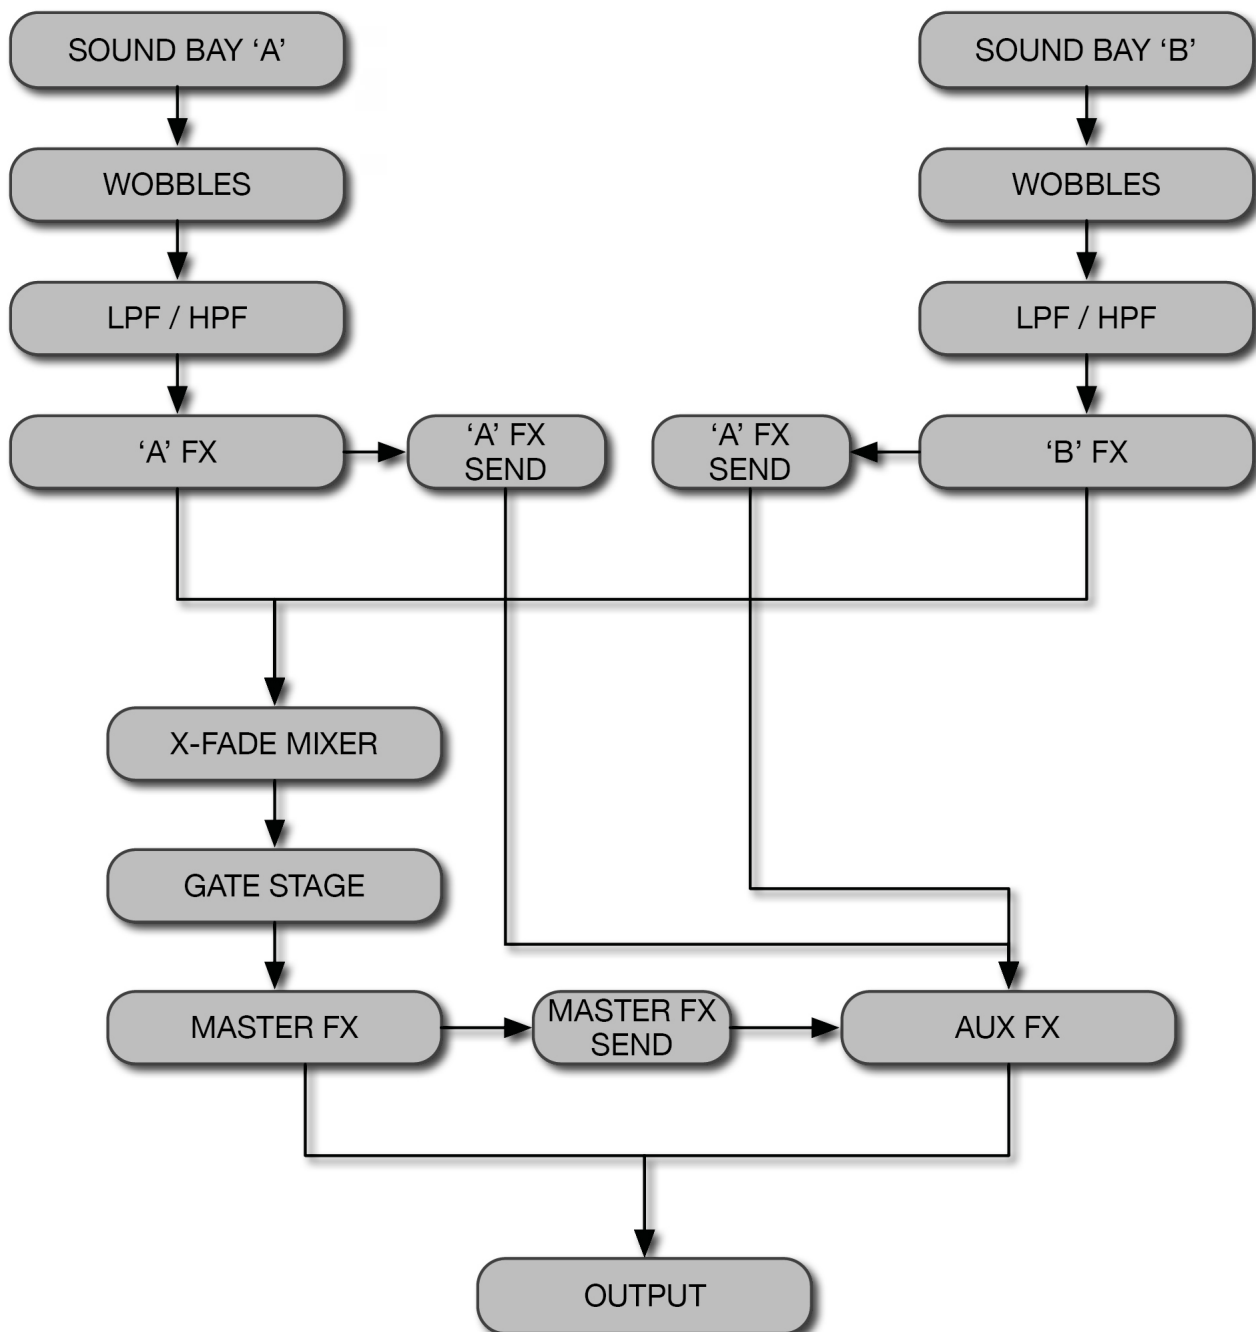 SOUND BAY ‘A’
SOUND BAY ‘B’
WOBBLES
WOBBLES
LPF / HPF
LPF / HPF
‘A’ FX
‘A’ FX
SEND
‘A’ FX
SEND
‘B’ FX
X-FADE MIXER
GATE STAGE
MASTER FX
MASTER FX
SEND
AUX FX
OUTPUT